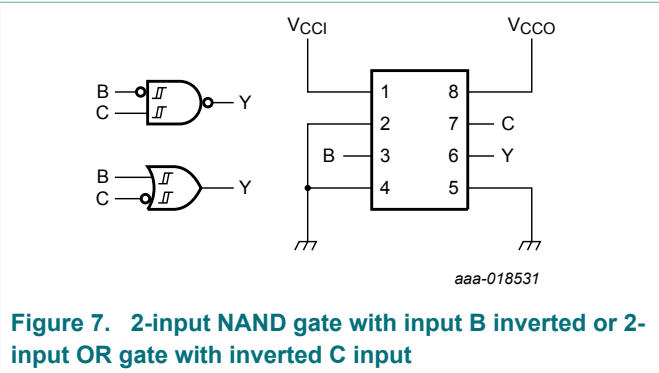 VCCI
VCCO
B
C
Y
B
C
Y
1
8
2
7
C
B
3
6
Y
4
5
aaa-018531
Figure 7. 2-input NAND gate with input B inverted or 2-
input OR gate with inverted C input